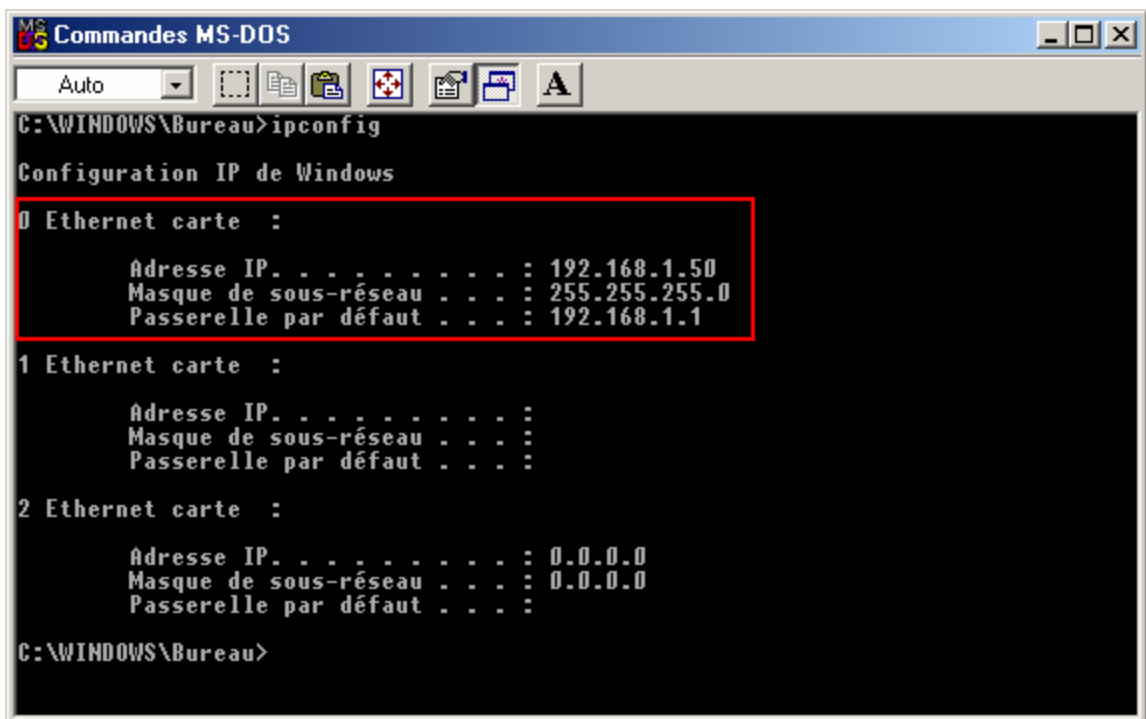 MS DOS Commandes MS-DOS
Auto A
C:\WINDOWS\Bureau>ipconfig
Configuration IP de Windows
0 Ethernet carte :
Adresse IP. . . . . . . . . : 192.168.1.50
Masque de sous-réseau . . . : 255.255.255.0
Passerelle par défaut . . . : 192.168.1.1
1 Ethernet carte :
Adresse IP. . . . . . . . . :
Masque de sous-réseau . . . :
Passerelle par défaut . . . :
2 Ethernet carte :
Adresse IP. . . . . . . . . : 0.0.0.0
Masque de sous-réseau . . . : 0.0.0.0
Passerelle par défaut . . . :
C:\WINDOWS\Bureau>